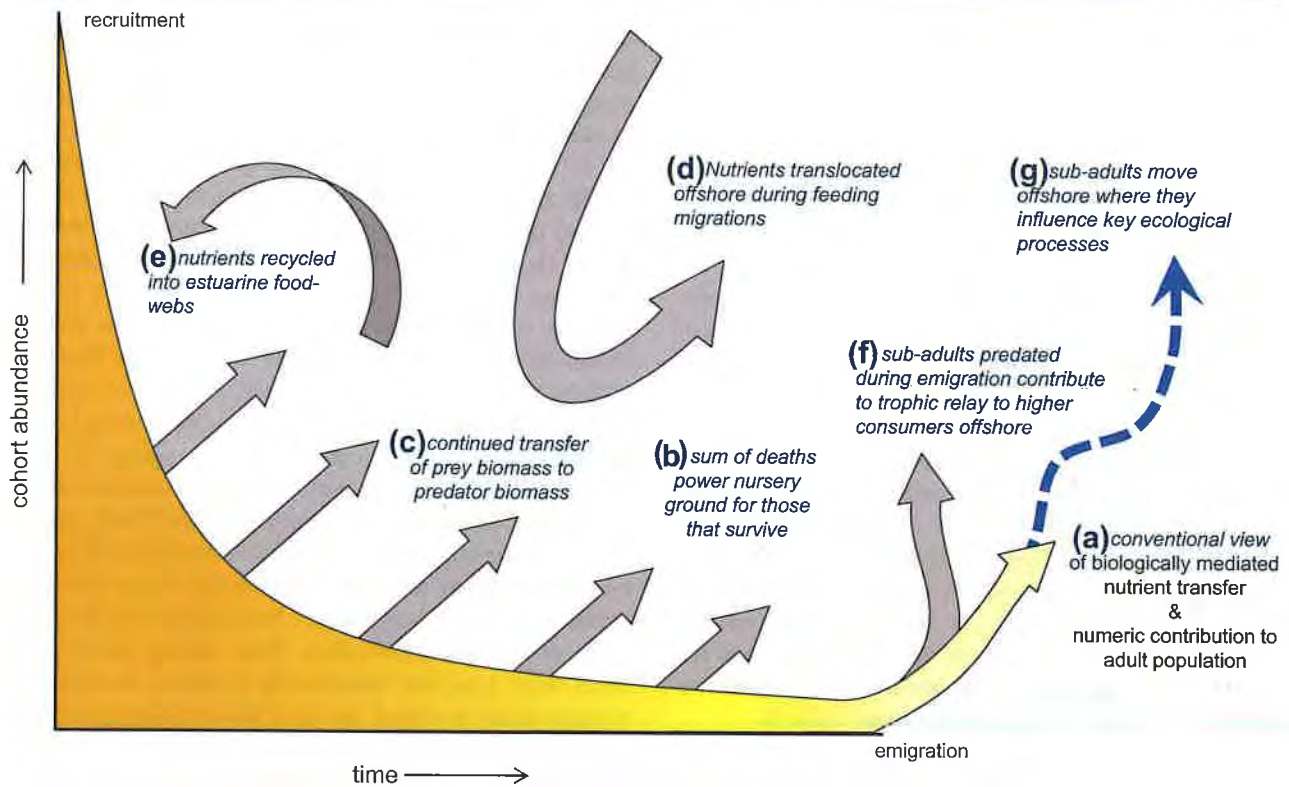 recruitment
(d) Nutrients translocated
offshore during feeding
migrations
(g) sub-adults move
offshore where they
influence key ecological
processes
(e) nutrients recycled
into estuarine food-
webs
cohort abundance
(f) sub-adults predated
during emigration contribute
to trophic relay to higher
consumers offshore
(c) continued transfer
of prey biomass to
predator biomass
(b) sum of deaths
power nursery
ground for those
that survive
(a) conventional view
of biologically mediated
nutrient transfer
&
numeric contribution to
adult population
emigration
time